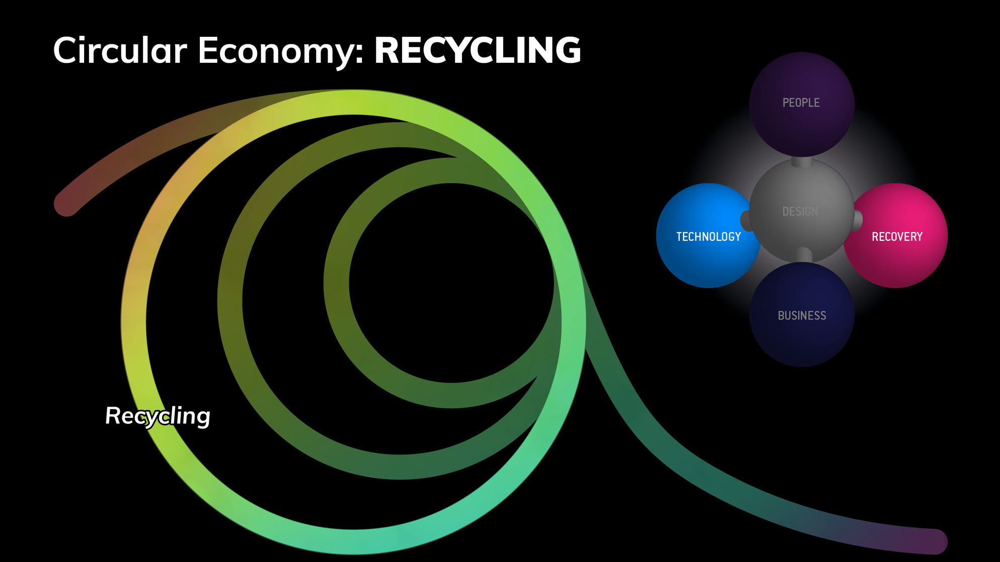 Circular Economy: RECYCLING
PEOPLE
DESIGN
TECHNOLOGY
RECOVERY
BUSINESS
Recycling